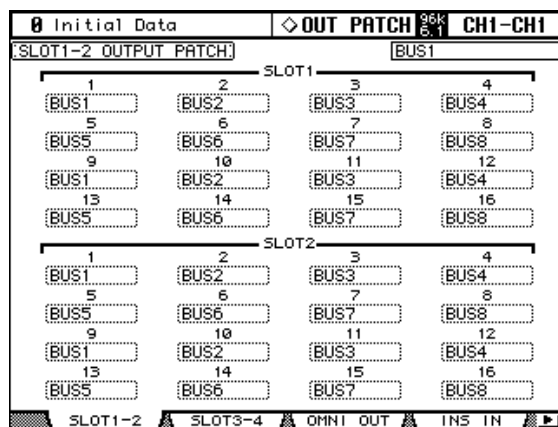 0 Initial Data ◇OUT PATCH 96k 6.1 CH1-CH1
SLOT1-2 OUTPUT PATCH BUS1
SLOT1
1 2 3 4
BUS1 BUS2 BUS3 BUS4
5 6 7 8
BUS5 BUS6 BUS7 BUS8
9 10 11 12
BUS1 BUS2 BUS3 BUS4
13 14 15 16
BUS5 BUS6 BUS7 BUS8
SLOT2
1 2 3 4
BUS1 BUS2 BUS3 BUS4
5 6 7 8
BUS5 BUS6 BUS7 BUS8
9 10 11 12
BUS1 BUS2 BUS3 BUS4
13 14 15 16
BUS5 BUS6 BUS7 BUS8
SLOT1-2 SLOT3-4 OMNI OUT INS IN